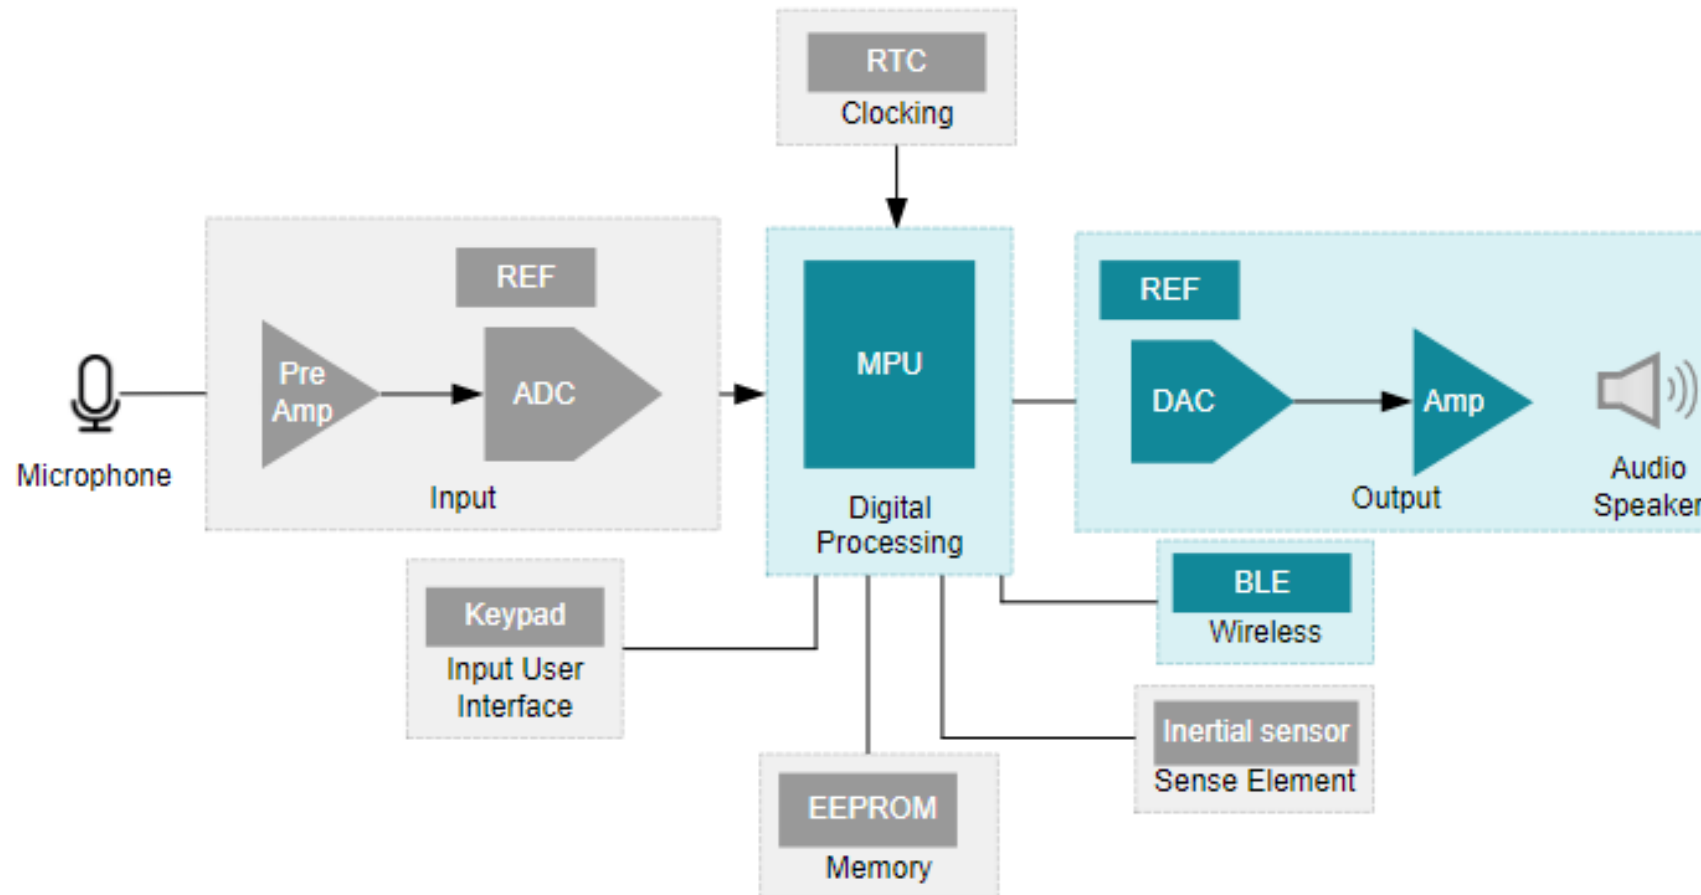 RTC
Clocking
REF
Pre
Amp
ADC
Input
Microphone
MPU
Digital
Processing
REF
DAC
Amp
Output
Audio
Speaker
Keypad
Input User
Interface
BLE
Wireless
Inertial sensor
Sense Element
EEPROM
Memory